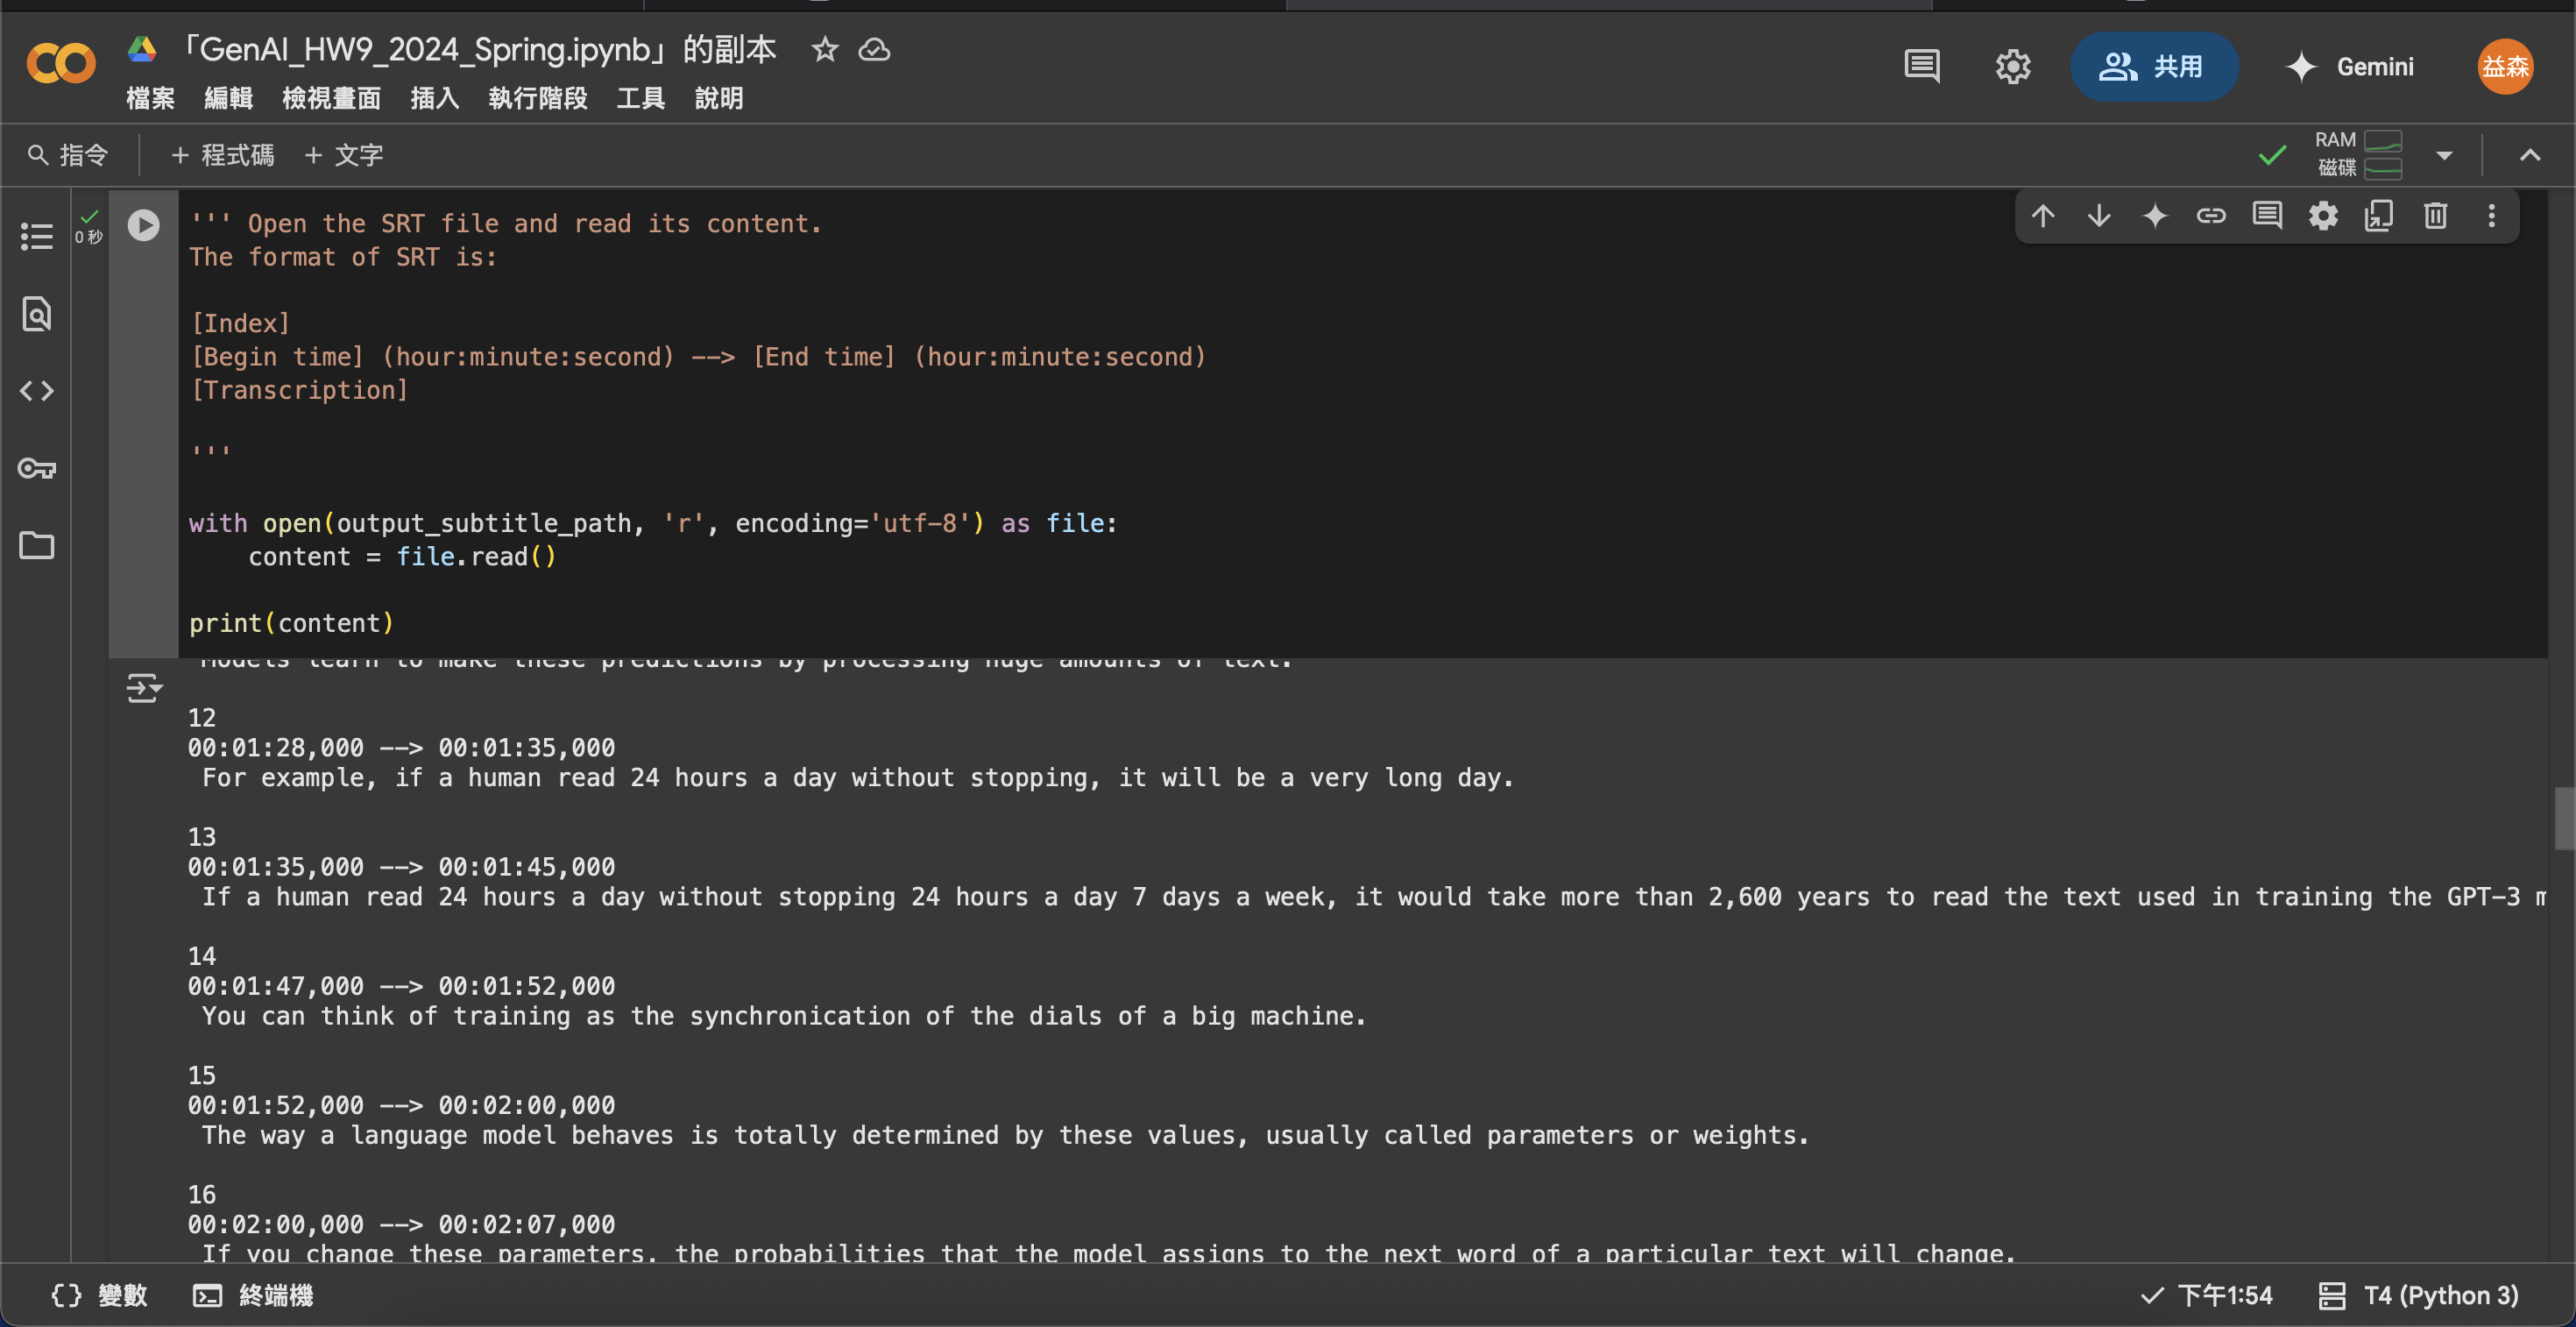 「GenAI_HW9_2024_Spring.ipynb」的副本
檔案 編輯 檢視畫面 插入 執行階段 工具 說明
共用
Gemini
益森
指令
+ 程式碼 + 文字
RAM
磁碟
0 秒
''' Open the SRT file and read its content.
The format of SRT is:
[Index]
[Begin time] (hour:minute:second) --> [End time] (hour:minute:second)
[Transcription]
'''
with open(output_subtitle_path, 'r', encoding='utf-8') as file:
    content = file.read()
print(content)
Models learn to make these predictions by processing huge amounts of text.
12
00:01:28,000 --> 00:01:35,000
For example, if a human read 24 hours a day without stopping, it will be a very long day.
13
00:01:35,000 --> 00:01:45,000
If a human read 24 hours a day without stopping 24 hours a day 7 days a week, it would take more than 2,600 years to read the text used in training the GPT-3 m
14
00:01:47,000 --> 00:01:52,000
You can think of training as the synchronication of the dials of a big machine.
15
00:01:52,000 --> 00:02:00,000
The way a language model behaves is totally determined by these values, usually called parameters or weights.
16
00:02:00,000 --> 00:02:07,000
If you change these parameters, the probabilities that the model assigns to the next word of a particular text will change.
{} 變數
終端機
下午1:54
T4 (Python 3)